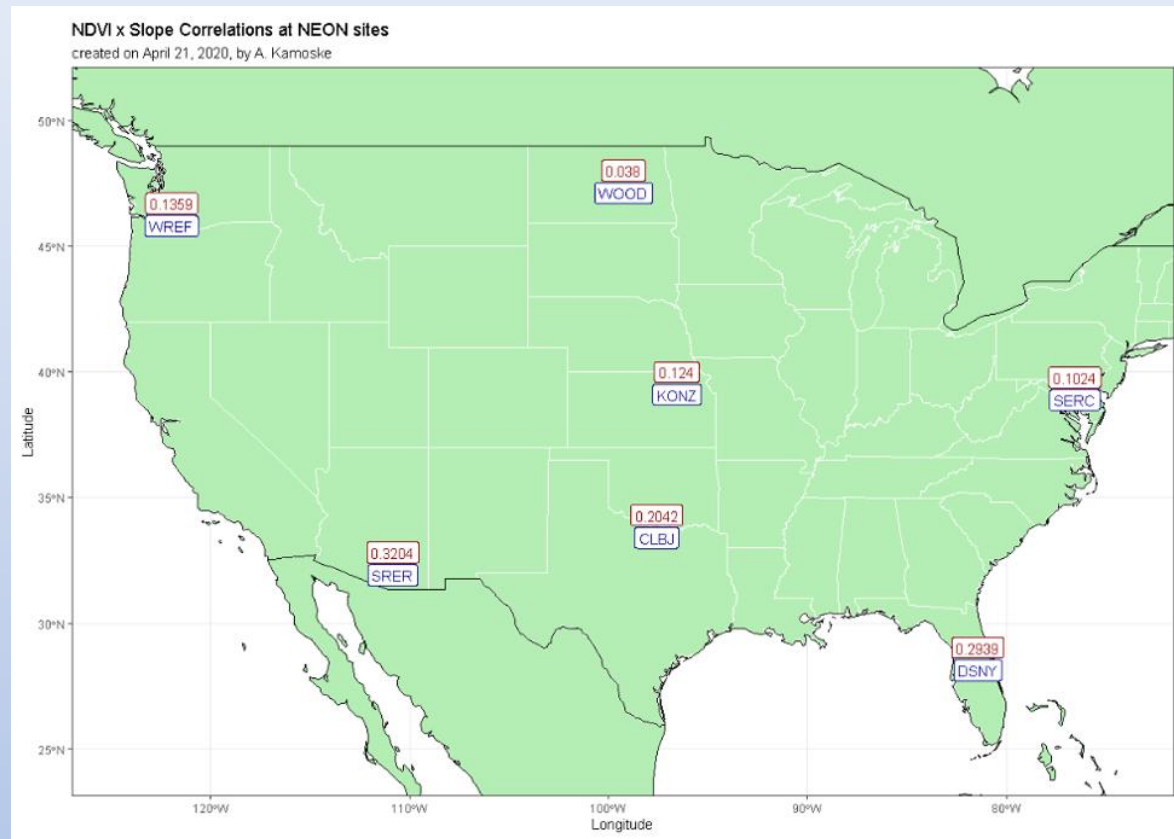 NDVI x Slope Correlations at NEON sites
created on April 21, 2020, by A. Kamoske
50°N
0.038
WOOD
0.1359
WREF
45°N
40°N
0.124
KONZ
0.1024
SERC
Latitude
35°N
0.2042
CLBJ
0.3204
SRER
30°N
0.2939
DSNY
25°N
120°W
110°W
100°W
90°W
80°W
Longitude